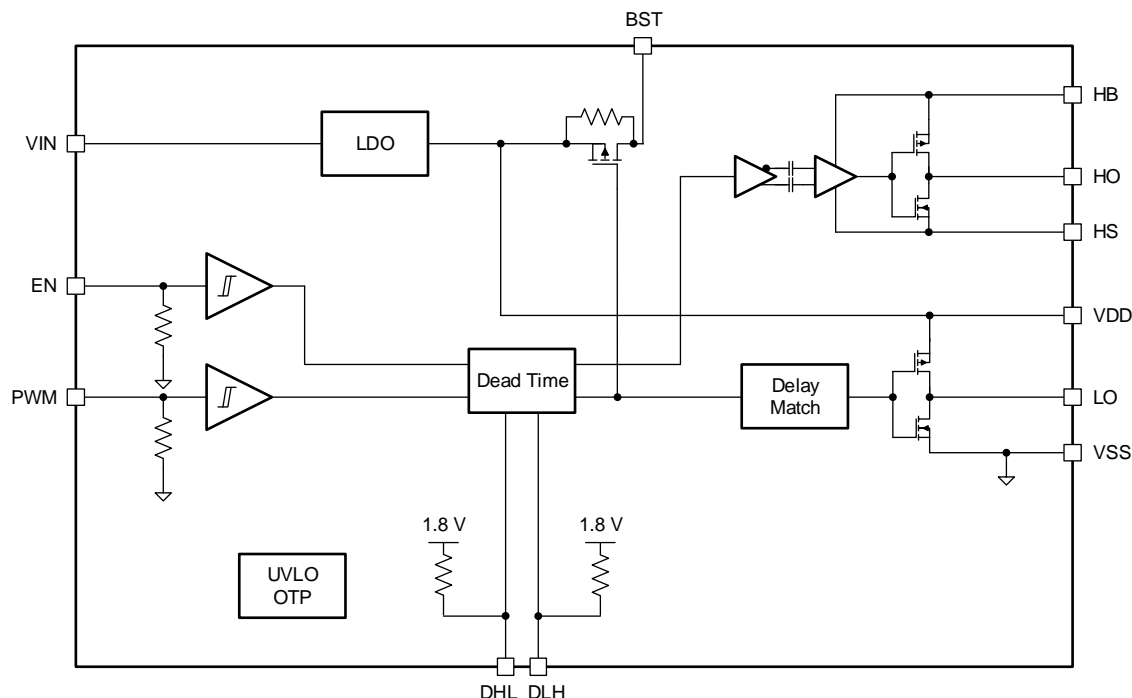 BST
HB
VIN
LDO
HO
HS
EN
VDD
Dead Time
PWM
Delay
Match
LO
VSS
1.8 V
1.8 V
UVLO
OTP
DHL
DLH